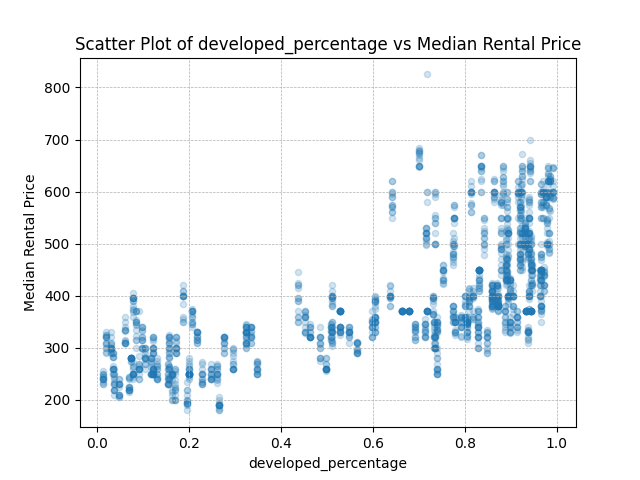 Scatter Plot of developed_percentage vs Median Rental Price
800
700
600
500
400
300
200
Median Rental Price
0.0 0.2 0.4 0.6 0.8 1.0
developed_percentage